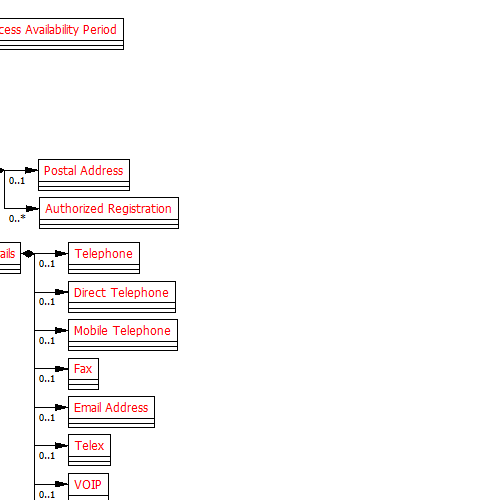 cess Availability Period
Postal Address
0..1
Authorized Registration
0..*
ails
Telephone
0..1
Direct Telephone
0..1
Mobile Telephone
0..1
Fax
0..1
Email Address
0..1
Telex
0..1
VOIP
0..1